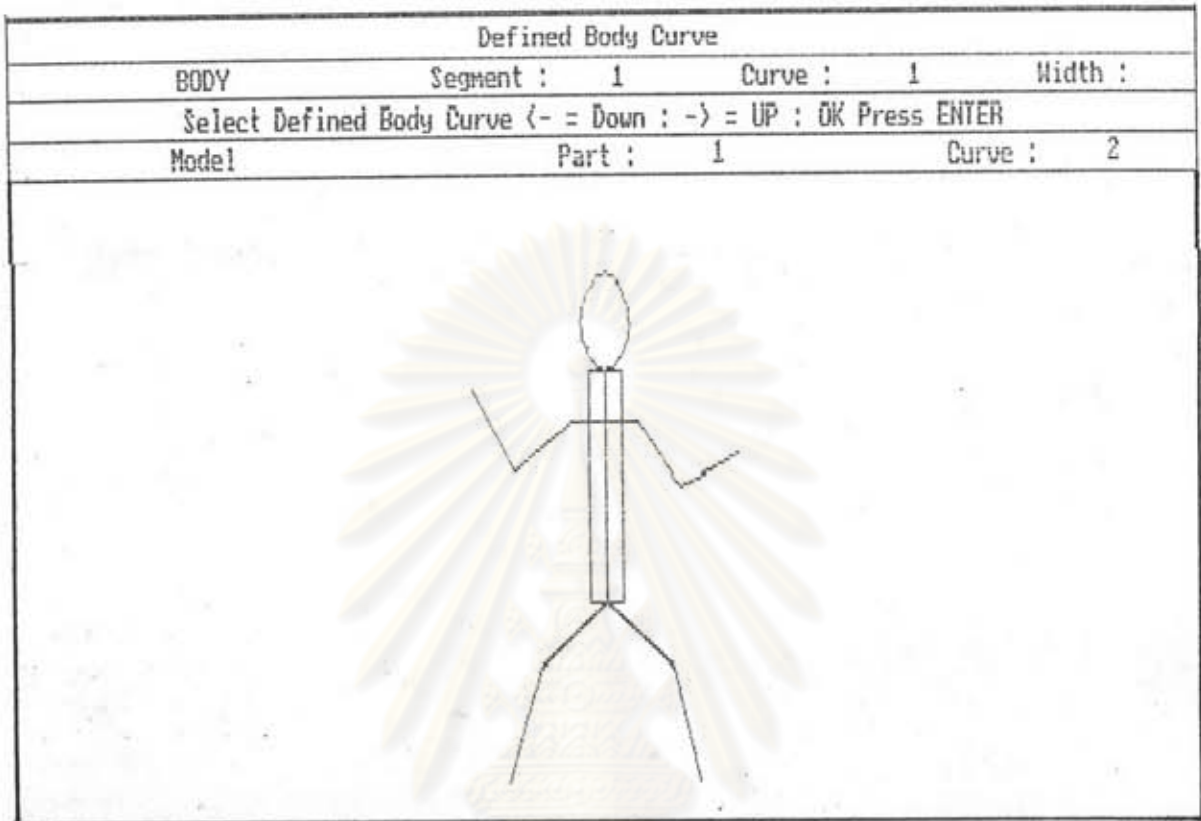 Defined Body Curve
BODY Segment : 1 Curve : 1 Width :
Select Defined Body Curve <- = Down : -> = UP : OK Press ENTER
Model Part : 1 Curve : 2